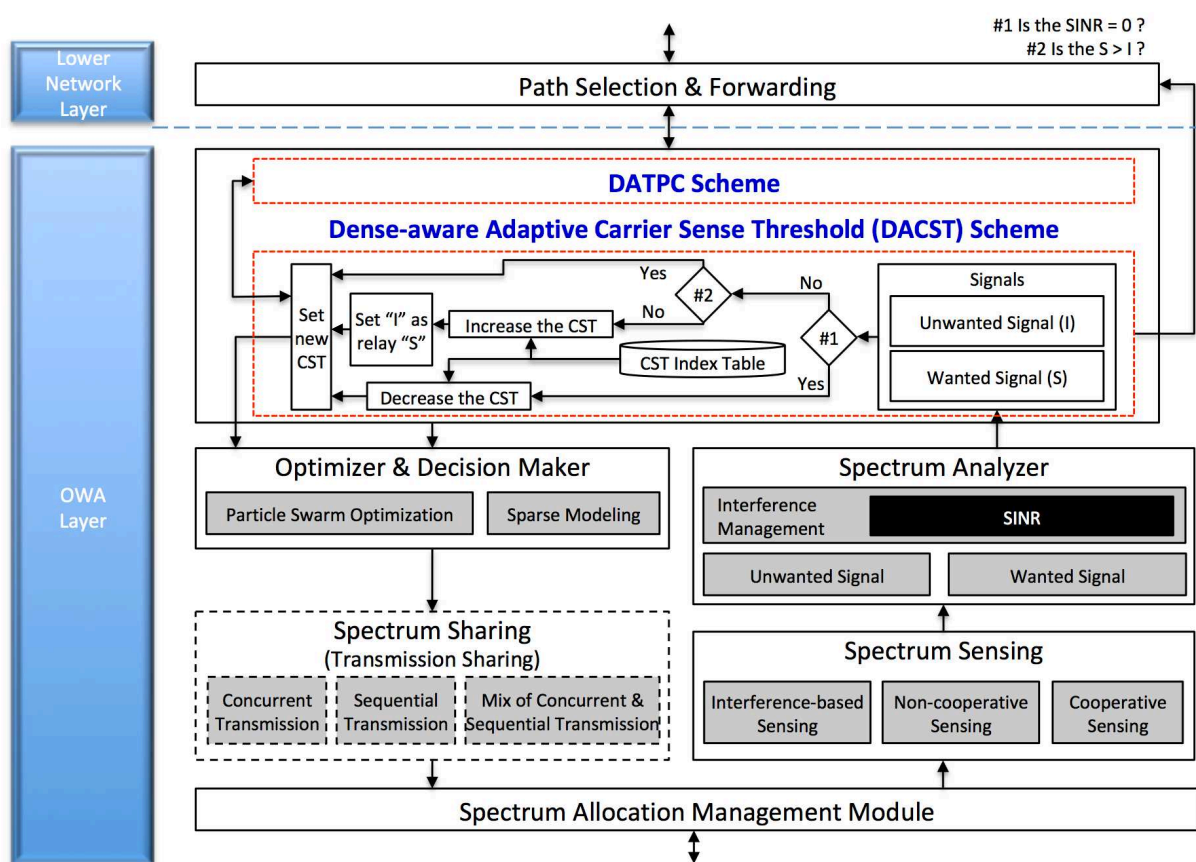 #1 Is the SINR = 0 ?
#2 Is the S > I ?
Lower
Network
Layer
Path Selection & Forwarding
DATPC Scheme
Dense-aware Adaptive Carrier Sense Threshold (DACST) Scheme
Set
new
CST
Set "I" as
relay "S"
Increase the CST
Decrease the CST
CST Index Table
Yes
#2
No
No
#1
Yes
Signals
Unwanted Signal (I)
Wanted Signal (S)
OWA
Layer
Optimizer & Decision Maker
Particle Swarm Optimization
Sparse Modeling
Spectrum Analyzer
Interference
Management
SINR
Unwanted Signal
Wanted Signal
Spectrum Sharing
(Transmission Sharing)
Concurrent
Transmission
Sequential
Transmission
Mix of Concurrent &
Sequential Transmission
Spectrum Sensing
Interference-based
Sensing
Non-cooperative
Sensing
Cooperative
Sensing
Spectrum Allocation Management Module